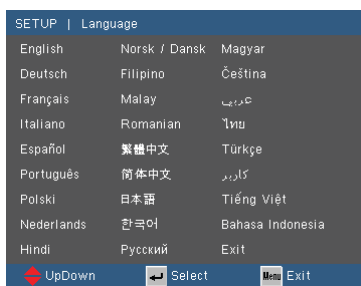 SETUP | Language
English Norsk / Dansk Magyar
Deutsch Filipino Čeština
Français Malay عربي
Italiano Romanian ไทย
Español 繁體中文 Türkçe
Português 简体中文 كاربر
Polski 日本語 Tiếng Việt
Nederlands 한국어 Bahasa Indonesia
Hindi Русский Exit
UpDown Select Menu Exit